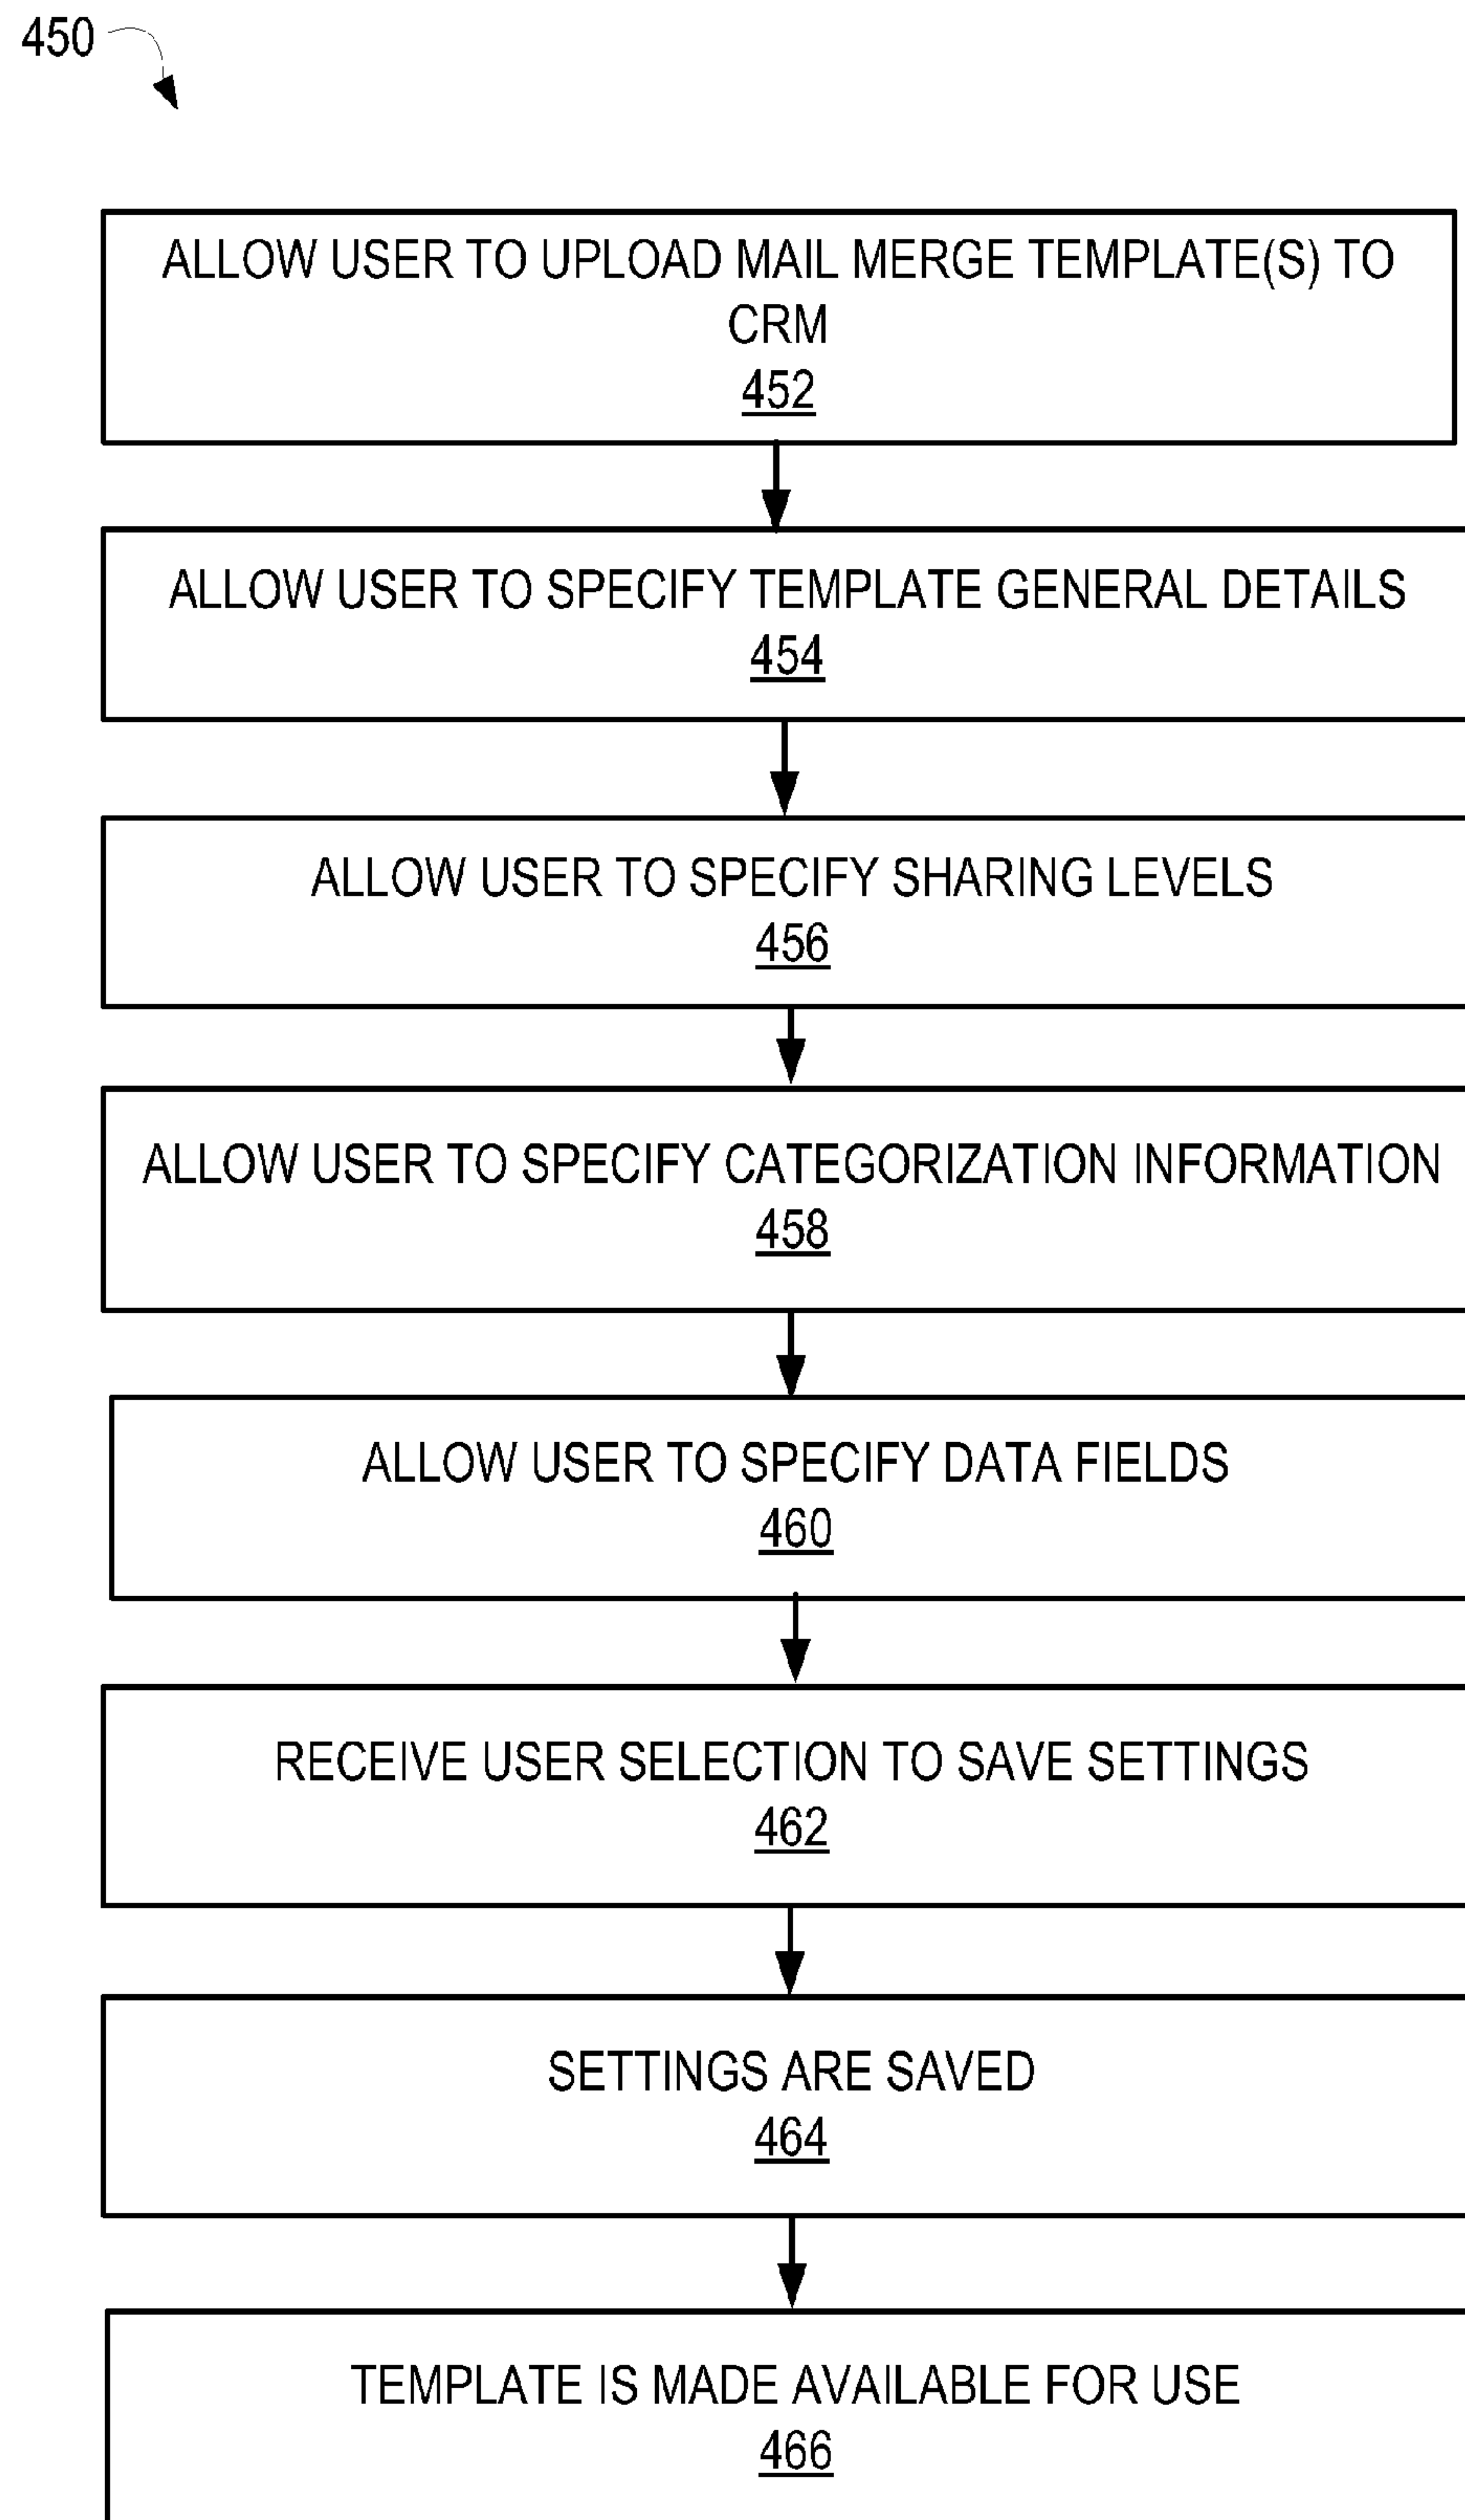 450
ALLOW USER TO UPLOAD MAIL MERGE TEMPLATE(S) TO
CRM
452
ALLOW USER TO SPECIFY TEMPLATE GENERAL DETAILS
454
ALLOW USER TO SPECIFY SHARING LEVELS
456
ALLOW USER TO SPECIFY CATEGORIZATION INFORMATION
458
ALLOW USER TO SPECIFY DATA FIELDS
460
RECEIVE USER SELECTION TO SAVE SETTINGS
462
SETTINGS ARE SAVED
464
TEMPLATE IS MADE AVAILABLE FOR USE
466